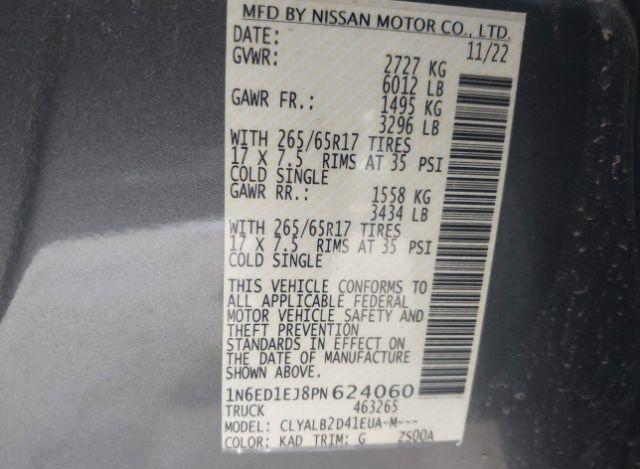 MFD BY NISSAN MOTOR CO., LTD.
DATE: 11/22
GVWR: 2727 KG
6012 LB
GAWR FR.: 1495 KG
3296 LB
WITH 265/65R17 TIRES
17 X 7.5 RIMS AT 35 PSI
COLD SINGLE
GAWR RR.: 1558 KG
3434 LB
WITH 265/65R17 TIRES
17 X 7.5 RIMS AT 35 PSI
COLD SINGLE
THIS VEHICLE CONFORMS TO
ALL APPLICABLE FEDERAL
MOTOR VEHICLE SAFETY AND
THEFT PREVENTION
STANDARDS IN EFFECT ON
THE DATE OF MANUFACTURE
SHOWN ABOVE.
1N6ED1EJ8PN624060
TRUCK 463265
MODEL: CLYALB2D41EUA-M---
COLOR: KAD TRIM: G ZS00A